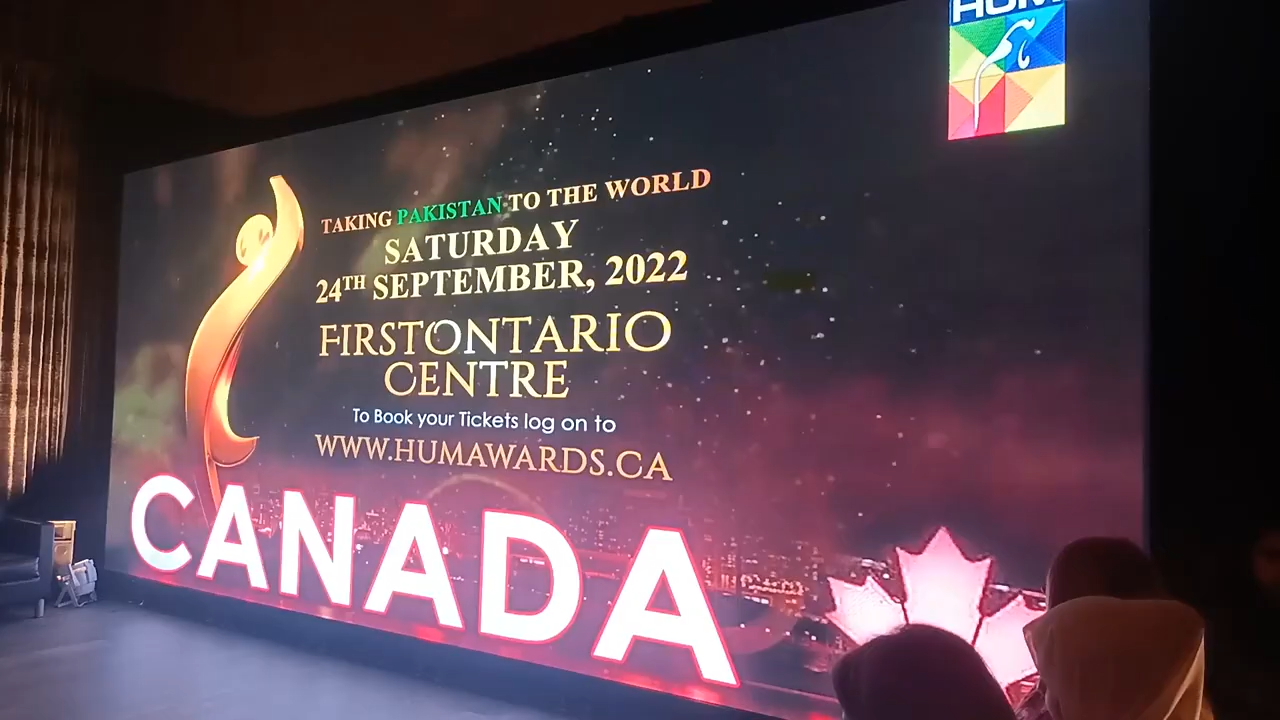 HUM
TAKING PAKISTAN TO THE WORLD
SATURDAY
24TH SEPTEMBER, 2022
FIRSTONTARIO
CENTRE
To Book your Tickets log on to
WWW.HUMAWARDS.CA
CANADA